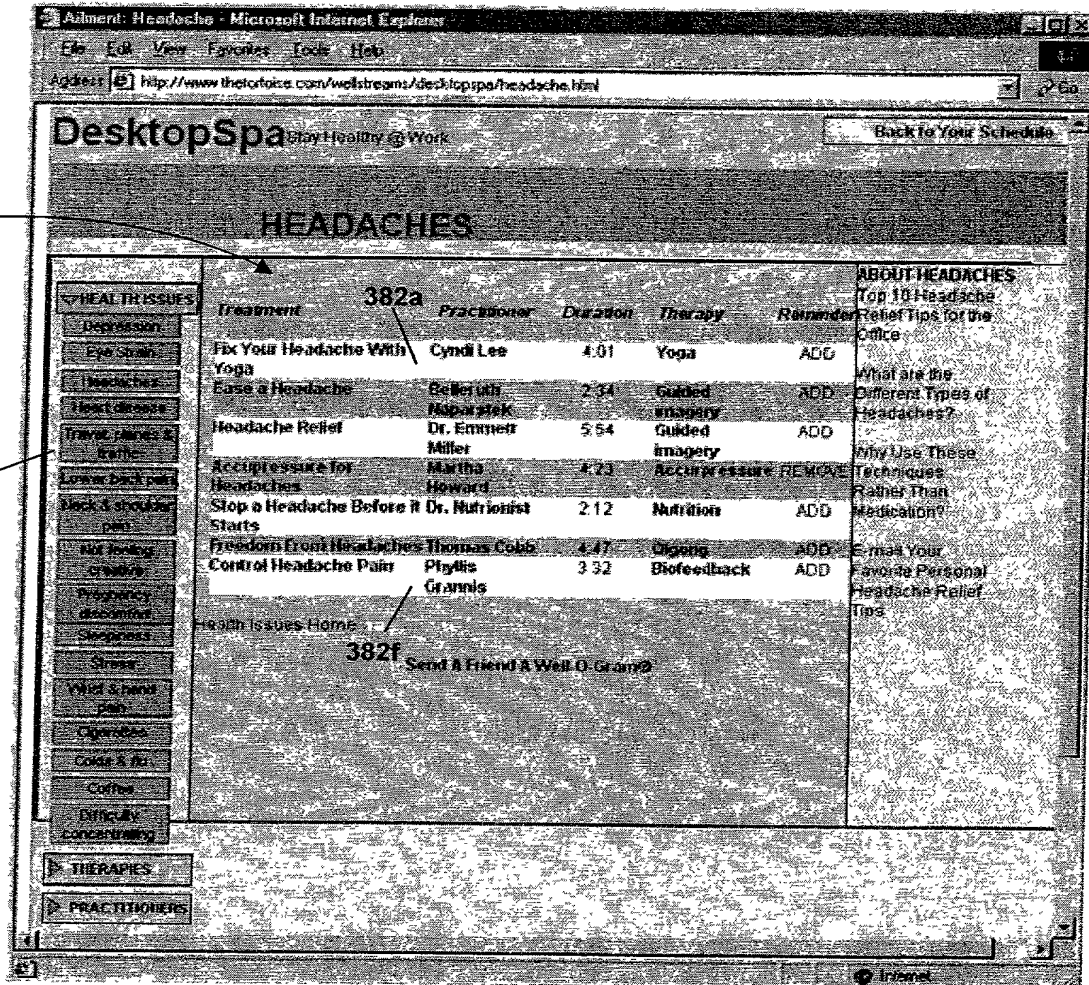 Ailment: Headache - Microsoft Internet Explorer
File Edit View Favorites Tools Help
Address http://www.thetortoise.com/wellstreams/desktopspa/headache.html Go
DesktopSpa Stay Healthy @ Work
Back to Your Schedule
HEADACHES
HEALTH ISSUES
Depression
Eye Strain
Headaches
Heart disease
Travel, planes &
traffic
Lower back pain
Neck & shoulder
pain
Not feeling
creative
Pregnancy
discomfort
Sleepiness
Stress
Wrist & hand
pain
Cigarettes
Colds & flu
Coffee
Difficulty
concentrating
THERAPIES
PRACTITIONERS
382a
Treatment Practitioner Duration Therapy Reminder
Fix Your Headache With Cyndi Lee 4:01 Yoga ADD
Yoga
Ease a Headache Belleruth 2:34 Guided ADD
Naparstek imagery
Headache Relief Dr. Emmett 5:54 Guided ADD
Miller imagery
Accupressure for Martha 4:23 Accurpressure REMOVE
Headaches Howard
Stop a Headache Before it Dr. Nutrionist 2:12 Nutrition ADD
Starts
Freedom From Headaches Thomas Cobb 4:47 Qigong ADD
Control Headache Pain Phyllis 3:32 Biofeedback ADD
Grannis
Health Issues Home
382f
Send A Friend A Well-O-Gram®
ABOUT HEADACHES
Top 10 Headache
Relief Tips for the
Office
What are the
Different Types of
Headaches?
Why Use These
Techniques
Rather Than
Medication?
E-mail Your
Favorite Personal
Headache Relief
Tips
Internet